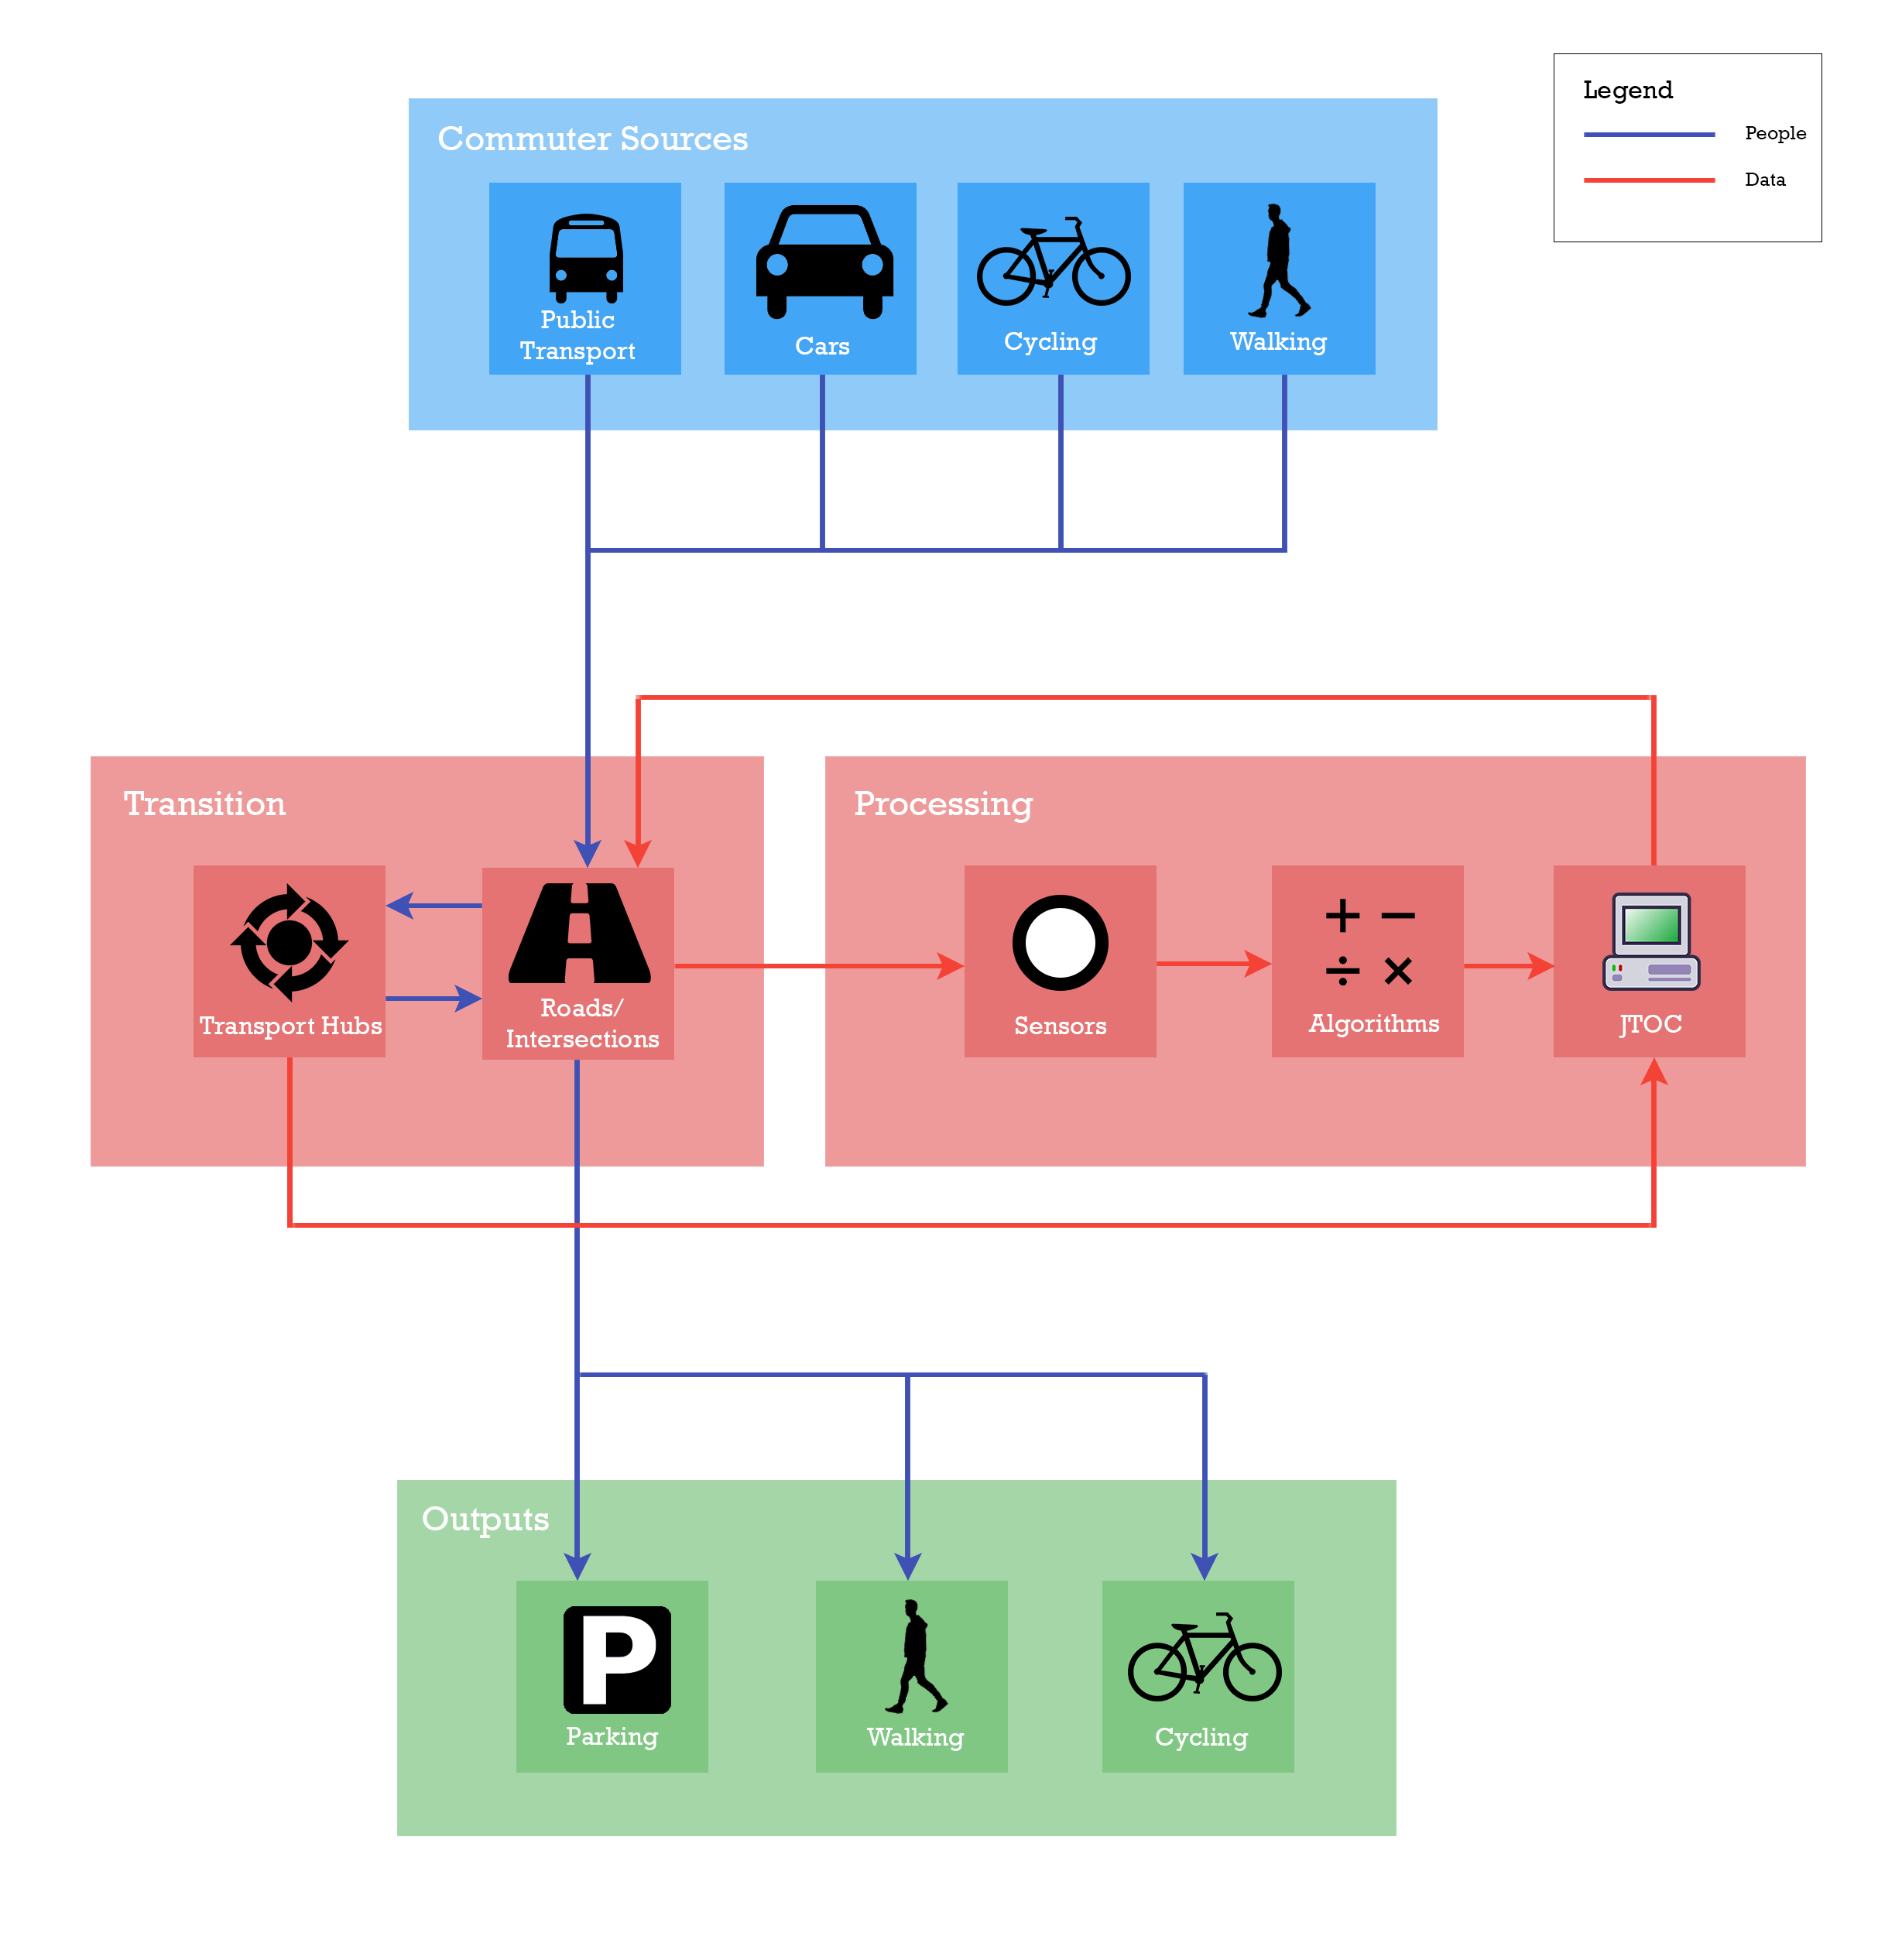 Legend
People
Data
Commuter Sources
Public
Transport
Cars
Cycling
Walking
Transition
Transport Hubs
Roads/
Intersections
Processing
Sensors
Algorithms
JTOC
Outputs
P
Parking
Walking
Cycling